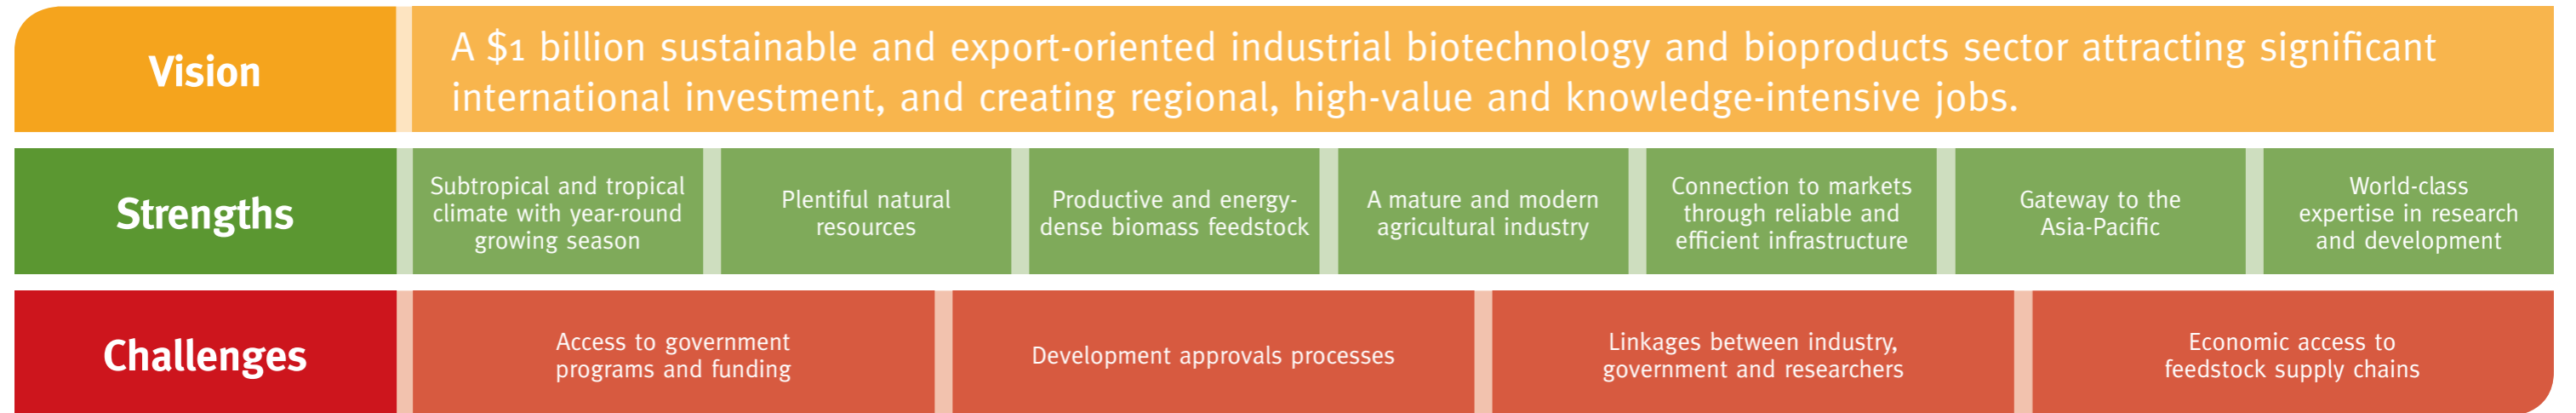 Vision
A $1 billion sustainable and export-oriented industrial biotechnology and bioproducts sector attracting significant
international investment, and creating regional, high-value and knowledge-intensive jobs.
Strengths
Subtropical and tropical
climate with year-round
growing season
Plentiful natural
resources
Productive and energy-
dense biomass feedstock
A mature and modern
agricultural industry
Connection to markets
through reliable and
efficient infrastructure
Gateway to the
Asia-Pacific
World-class
expertise in research
and development
Challenges
Access to government
programs and funding
Development approvals processes
Linkages between industry,
government and researchers
Economic access to
feedstock supply chains